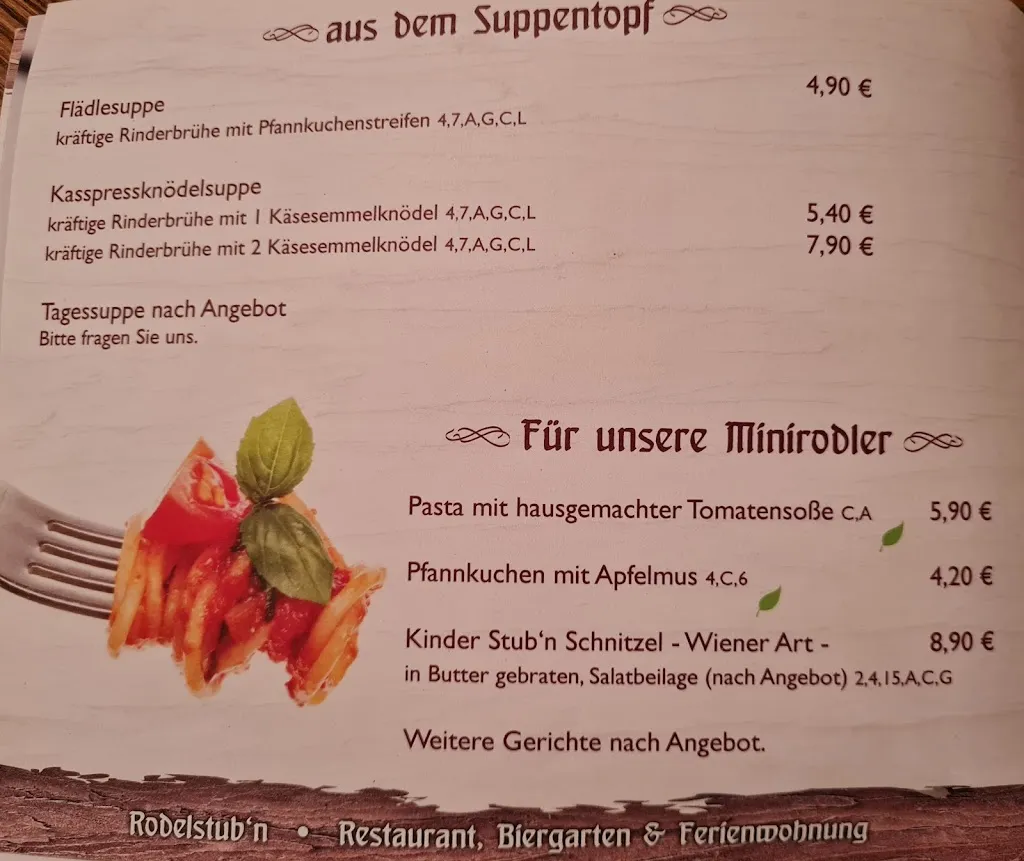 aus dem Suppentopf
Flädlesuppe 4,90 €
kräftige Rinderbrühe mit Pfannkuchenstreifen 4,7,A,G,C,L
Kasspressknödelsuppe
kräftige Rinderbrühe mit 1 Käsesemmelknödel 4,7,A,G,C,L 5,40 €
kräftige Rinderbrühe mit 2 Käsesemmelknödel 4,7,A,G,C,L 7,90 €
Tagessuppe nach Angebot
Bitte fragen Sie uns.
Für unsere Minirodler
Pasta mit hausgemachter Tomatensoße C,A 5,90 €
Pfannkuchen mit Apfelmus 4,C,6 4,20 €
Kinder Stub'n Schnitzel - Wiener Art - 8,90 €
in Butter gebraten, Salatbeilage (nach Angebot) 2,4,15,A,C,G
Weitere Gerichte nach Angebot.
Rodelstub'n • Restaurant, Biergarten & Ferienwohnung